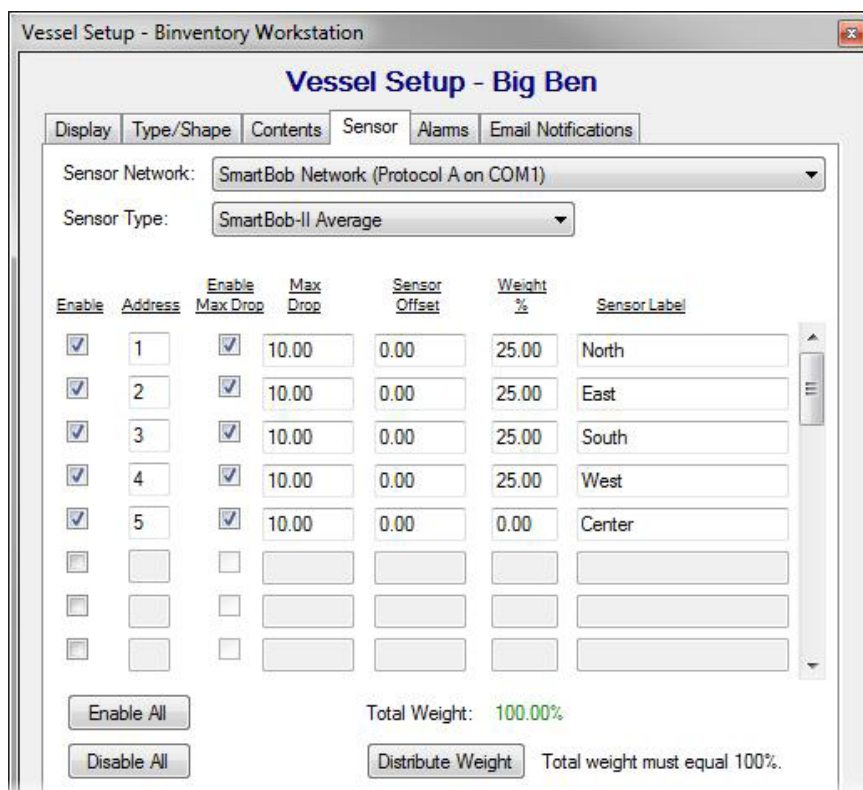 Vessel Setup - Binventory Workstation
Vessel Setup - Big Ben
Display Type/Shape Contents Sensor Alarms Email Notifications
Sensor Network: SmartBob Network (Protocol A on COM1)
Sensor Type: SmartBob-II Average
Enable Max Sensor Weight
Enable Address Max Drop Drop Offset % Sensor Label
1 10.00 0.00 25.00 North
2 10.00 0.00 25.00 East
3 10.00 0.00 25.00 South
4 10.00 0.00 25.00 West
5 10.00 0.00 0.00 Center
Enable All Total Weight: 100.00%
Disable All Distribute Weight Total weight must equal 100%.